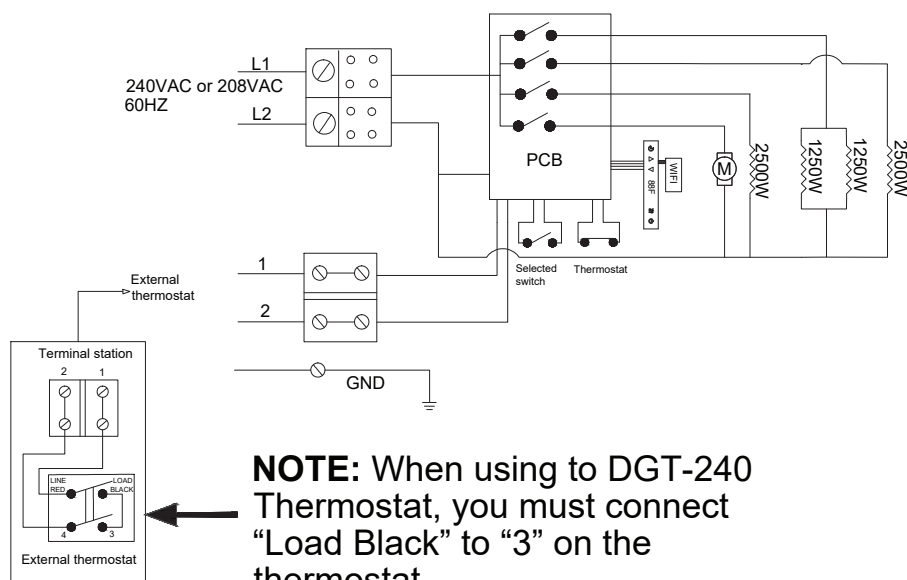 L1
240VAC or 208VAC
60HZ
L2
PCB
88F
WIFI
M
2500W
1250W
1250W
2500W
Selected
switch
Thermostat
1
2
GND
External
thermostat
Terminal station
2 1
LINE
RED
LOAD
BLACK
4 3
External thermostat
NOTE: When using to DGT-240
Thermostat, you must connect
“Load Black” to “3” on the
thermostat